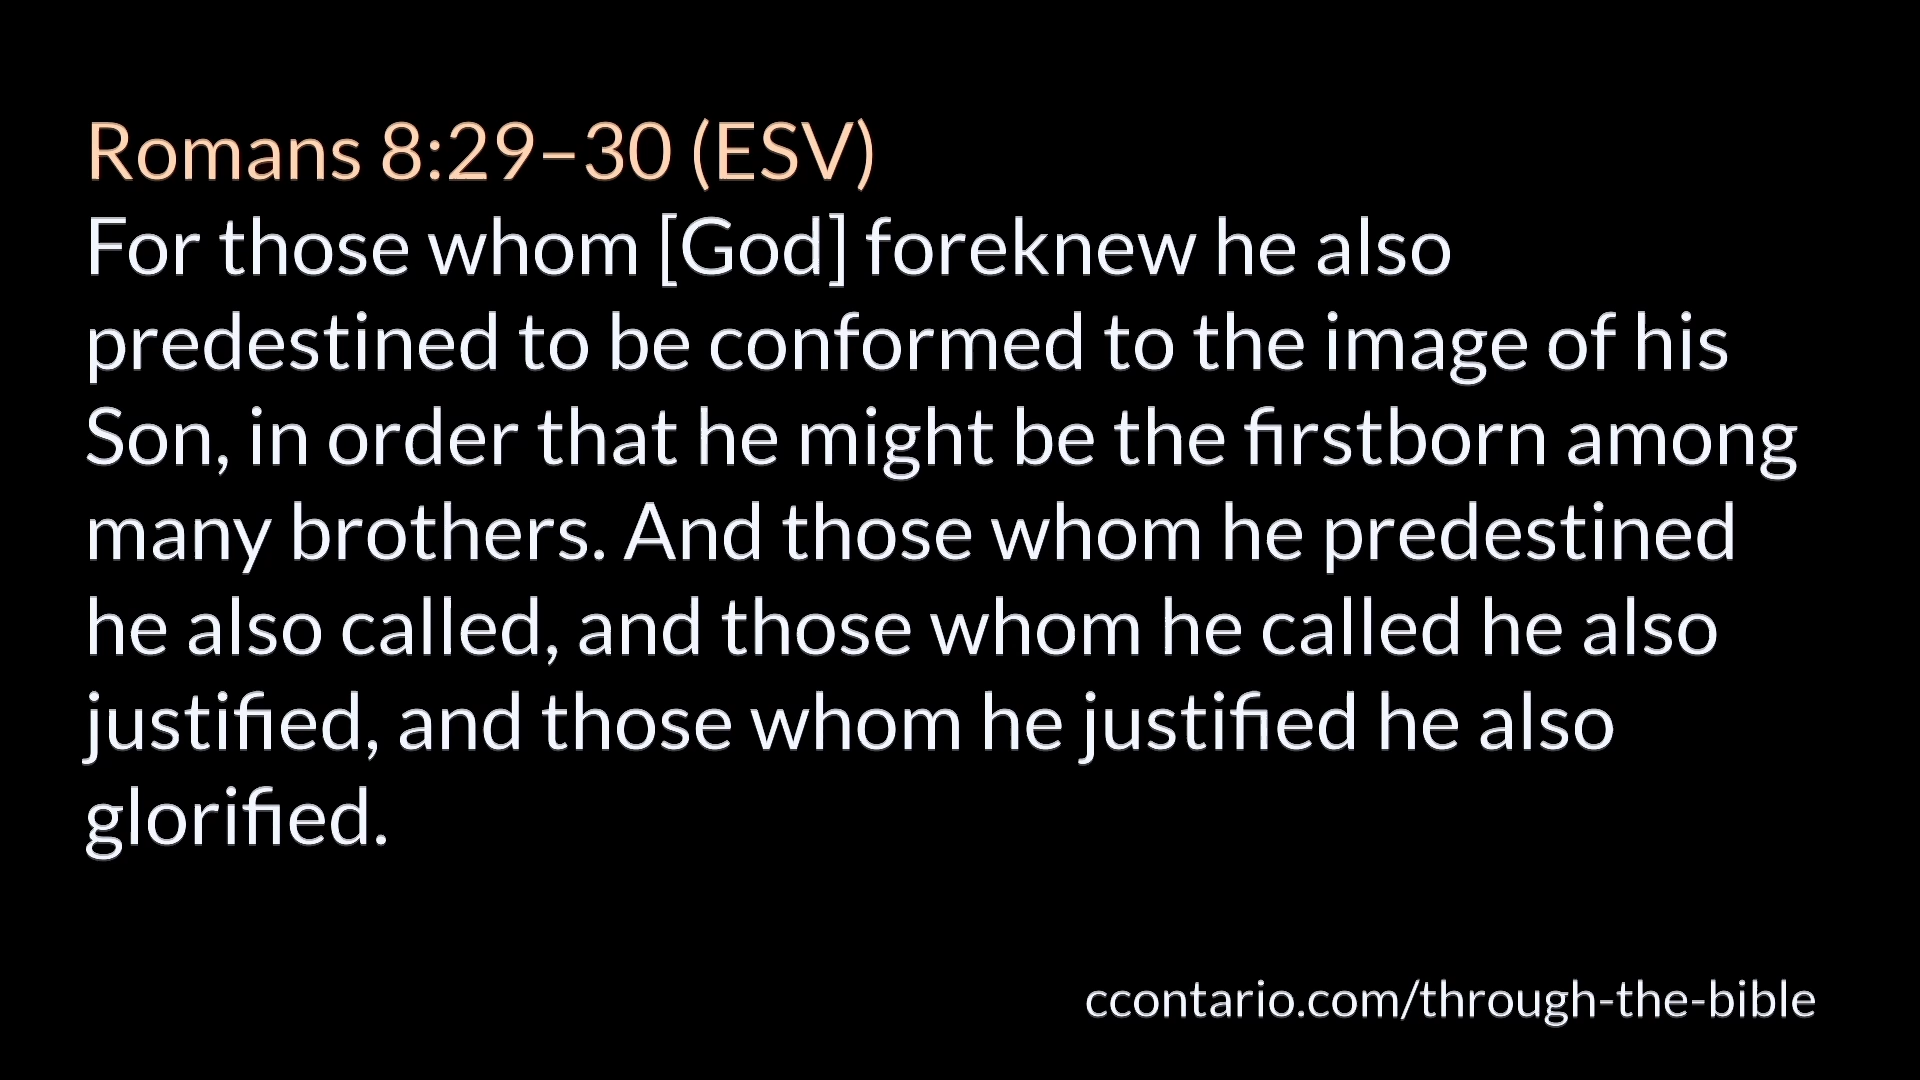 Romans 8:29–30 (ESV)
For those whom [God] foreknew he also
predestined to be conformed to the image of his
Son, in order that he might be the firstborn among
many brothers. And those whom he predestined
he also called, and those whom he called he also
justified, and those whom he justified he also
glorified.
ccontario.com/through-the-bible